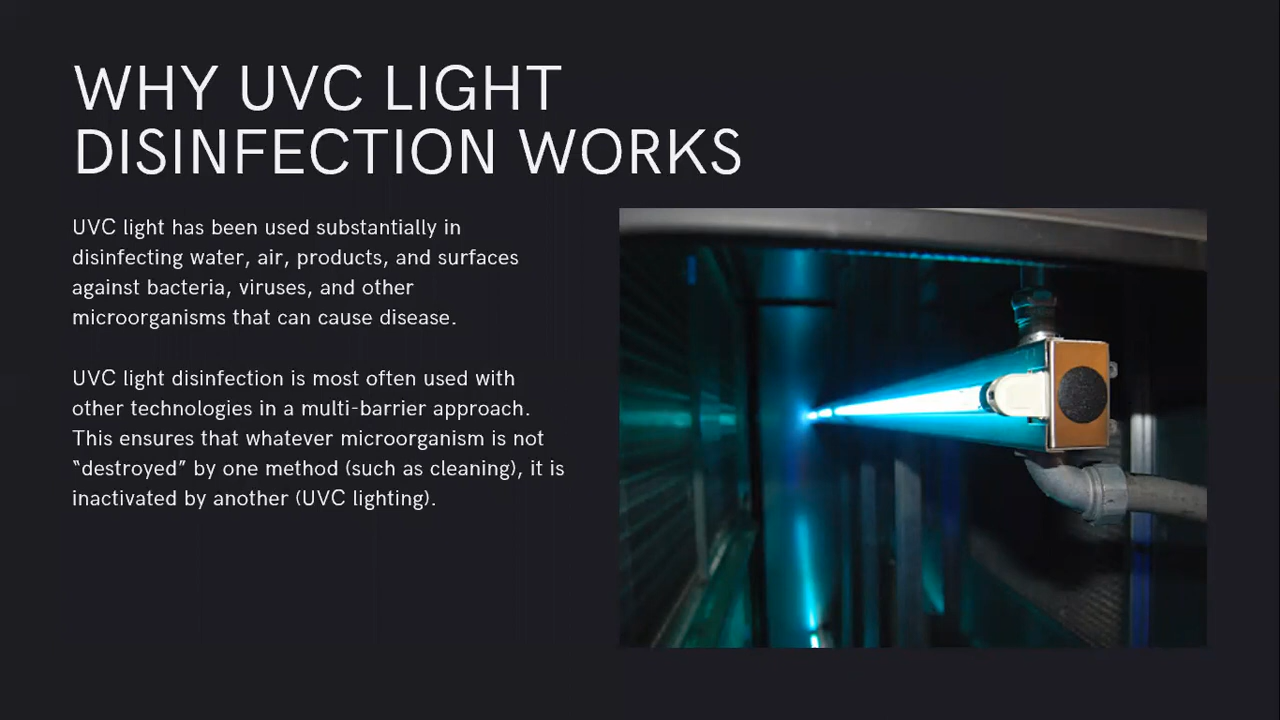 WHY UVC LIGHT
DISINFECTION WORKS
UVC light has been used substantially in
disinfecting water, air, products, and surfaces
against bacteria, viruses, and other
microorganisms that can cause disease.
UVC light disinfection is most often used with
other technologies in a multi-barrier approach.
This ensures that whatever microorganism is not
“destroyed” by one method (such as cleaning), it is
inactivated by another (UVC lighting).